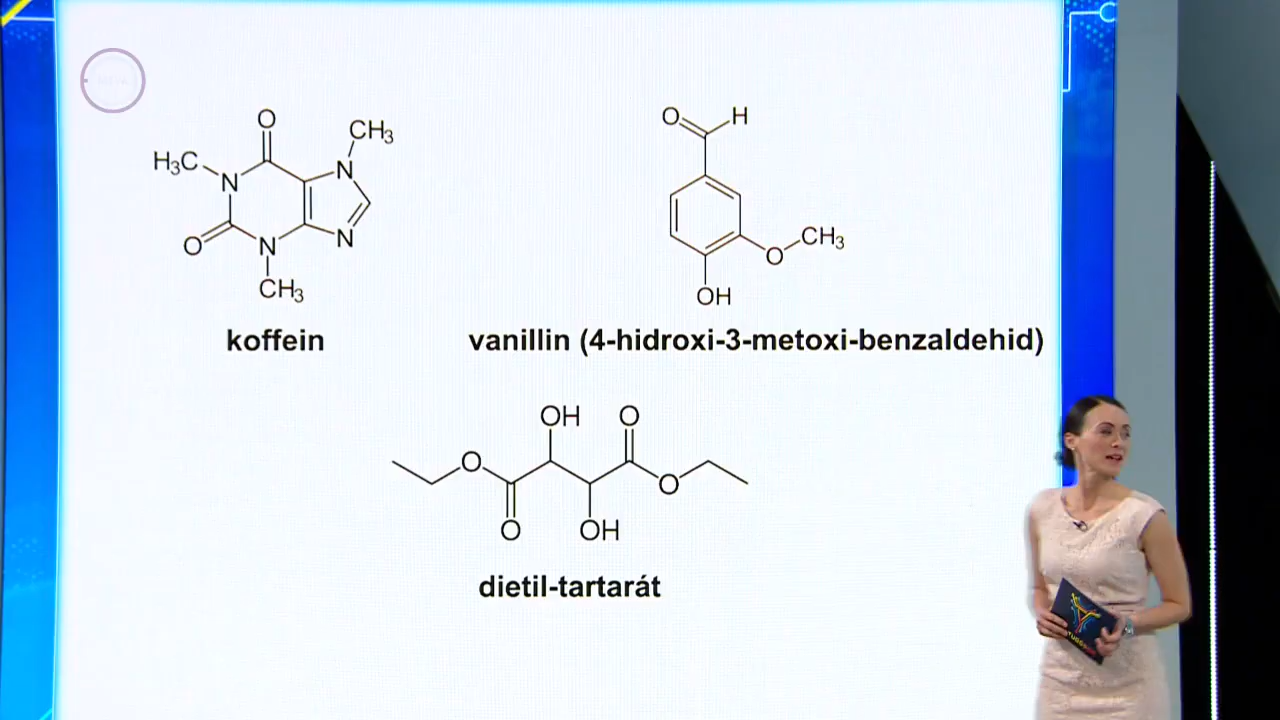 O
CH₃
H₃C
N
N
O
N
N
CH₃
koffein
O
H
O
CH₃
OH
vanillin (4-hidroxi-3-metoxi-benzaldehid)
OH
O
O
O
O
OH
dietil-tartarát